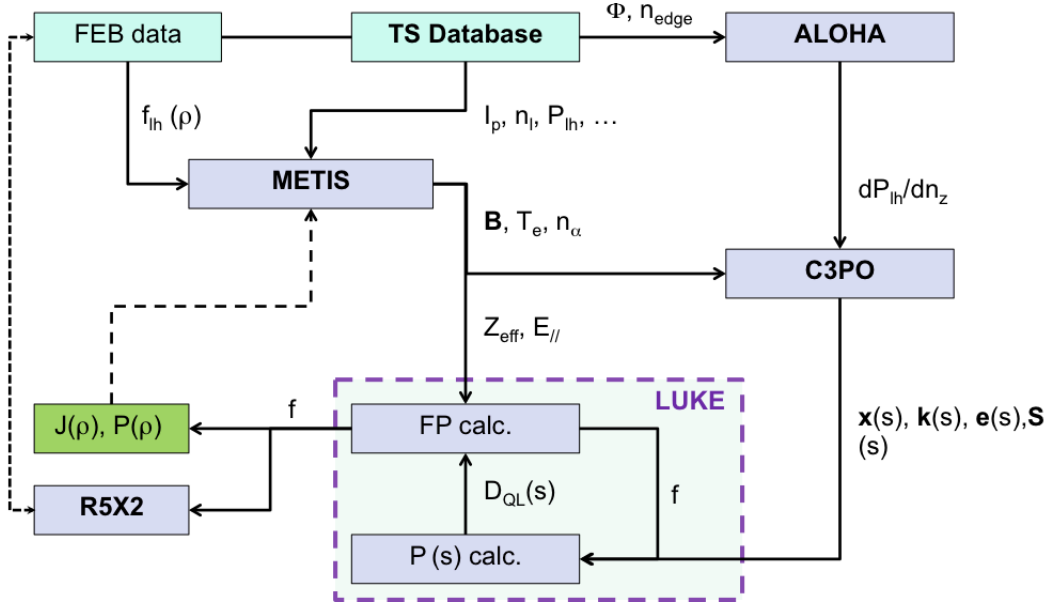 Φ, n_edge
FEB data
TS Database
ALOHA
f_lh (ρ)
I_p, n_l, P_lh, …
METIS
dP_lh/dn_z
B, T_e, n_α
C3PO
Z_eff, E_//
LUKE
f
J(ρ), P(ρ)
FP calc.
x(s), k(s), e(s),S
(s)
R5X2
D_QL(s)
f
P (s) calc.